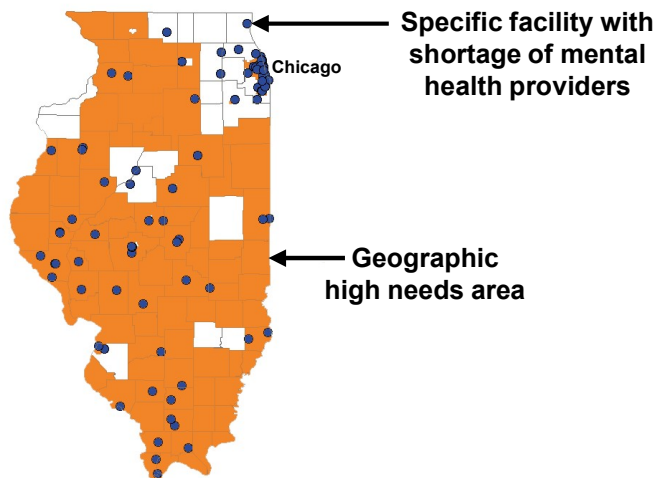 Specific facility with
shortage of mental
health providers
Chicago
Geographic
high needs area